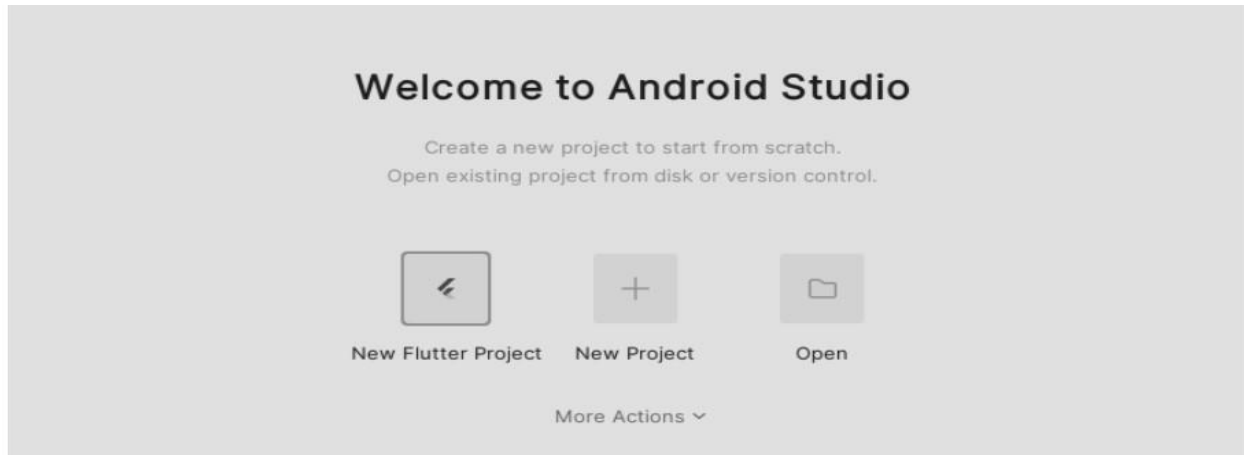 Welcome to Android Studio
Create a new project to start from scratch.
Open existing project from disk or version control.
New Flutter Project
New Project
Open
More Actions